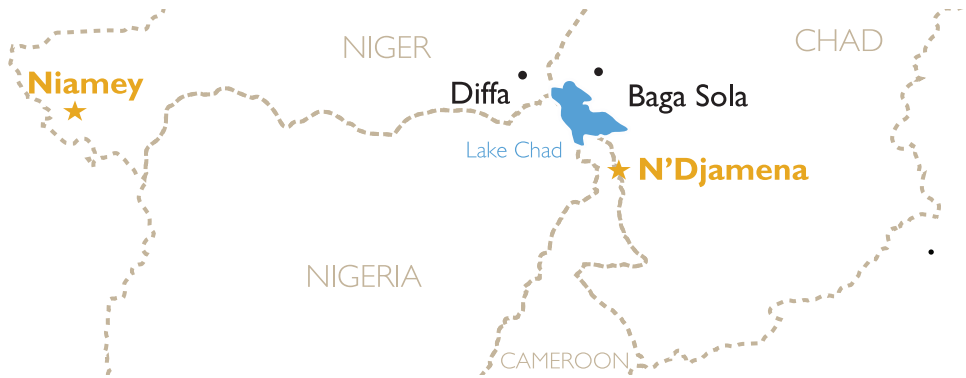 NIGER
CHAD
Niamey
Diffa
Baga Sola
Lake Chad
N'Djamena
NIGERIA
CAMEROON